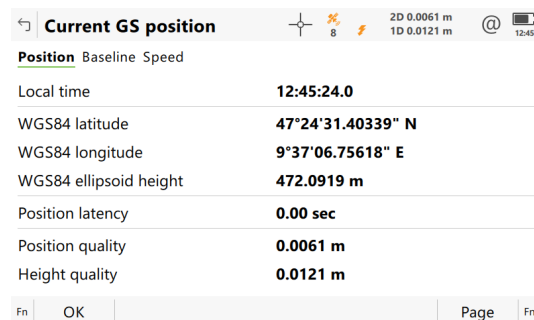 Current GS position
8
2D 0.0061 m
1D 0.0121 m
@
12:45
Position Baseline Speed
Local time 12:45:24.0
WGS84 latitude 47°24'31.40339" N
WGS84 longitude 9°37'06.75618" E
WGS84 ellipsoid height 472.0919 m
Position latency 0.00 sec
Position quality 0.0061 m
Height quality 0.0121 m
Fn OK Page Fn